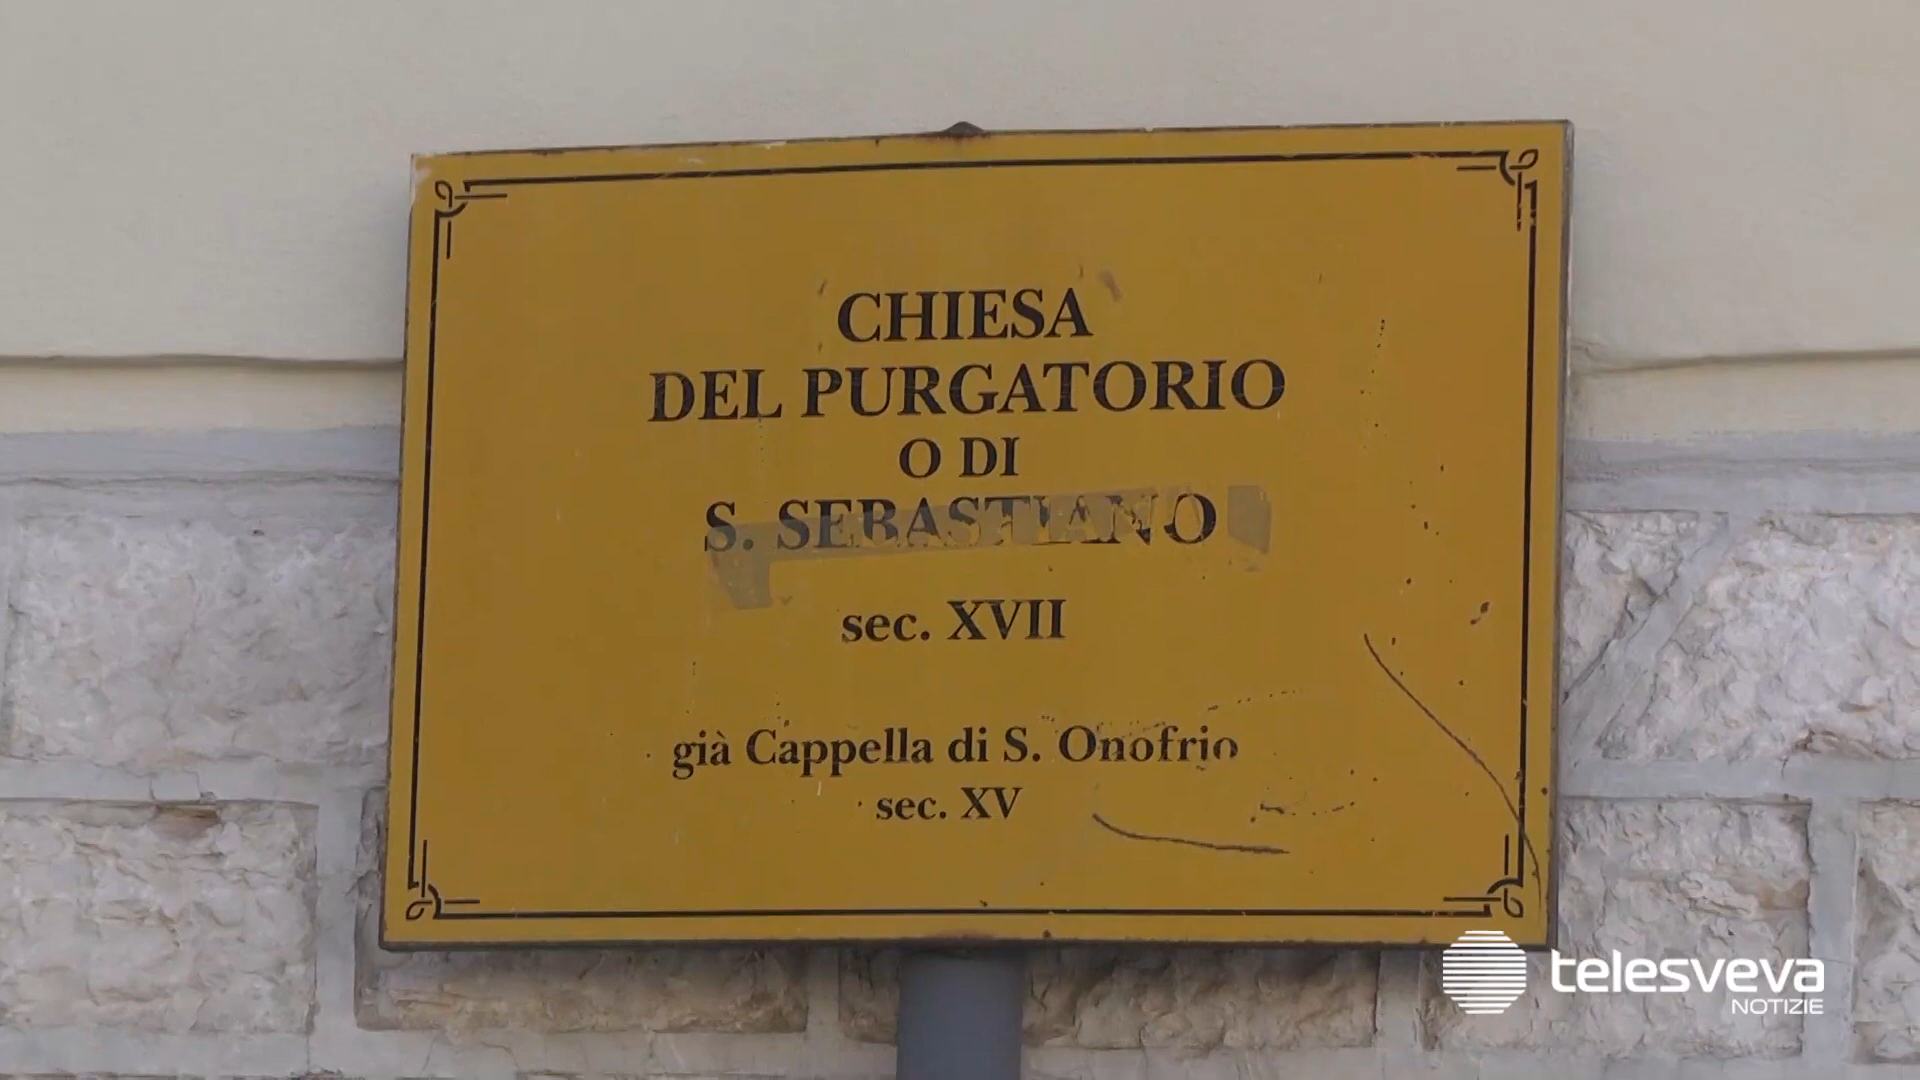 CHIESA
DEL PURGATORIO
O DI
S. SEBASTIANO
sec. XVII
già Cappella di S. Onofrio
sec. XV
telesveva
NOTIZIE